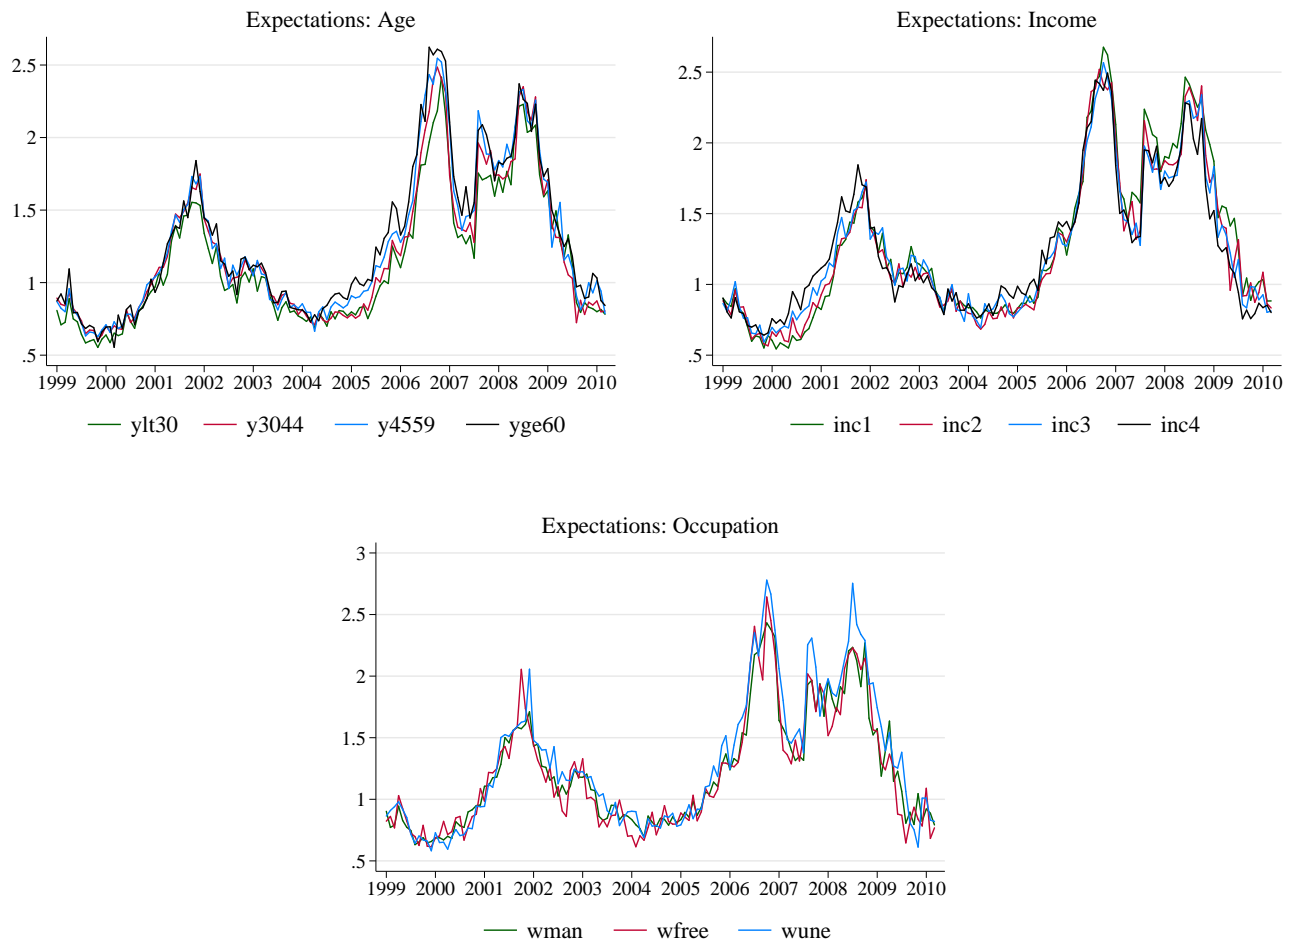 Expectations: Age
2.5
2
1.5
1
.5
1999 2000 2001 2002 2003 2004 2005 2006 2007 2008 2009 2010
ylt30 y3044 y4559 yge60
Expectations: Income
2.5
2
1.5
1
.5
1999 2000 2001 2002 2003 2004 2005 2006 2007 2008 2009 2010
inc1 inc2 inc3 inc4
Expectations: Occupation
3
2.5
2
1.5
1
.5
1999 2000 2001 2002 2003 2004 2005 2006 2007 2008 2009 2010
wman wfree wune